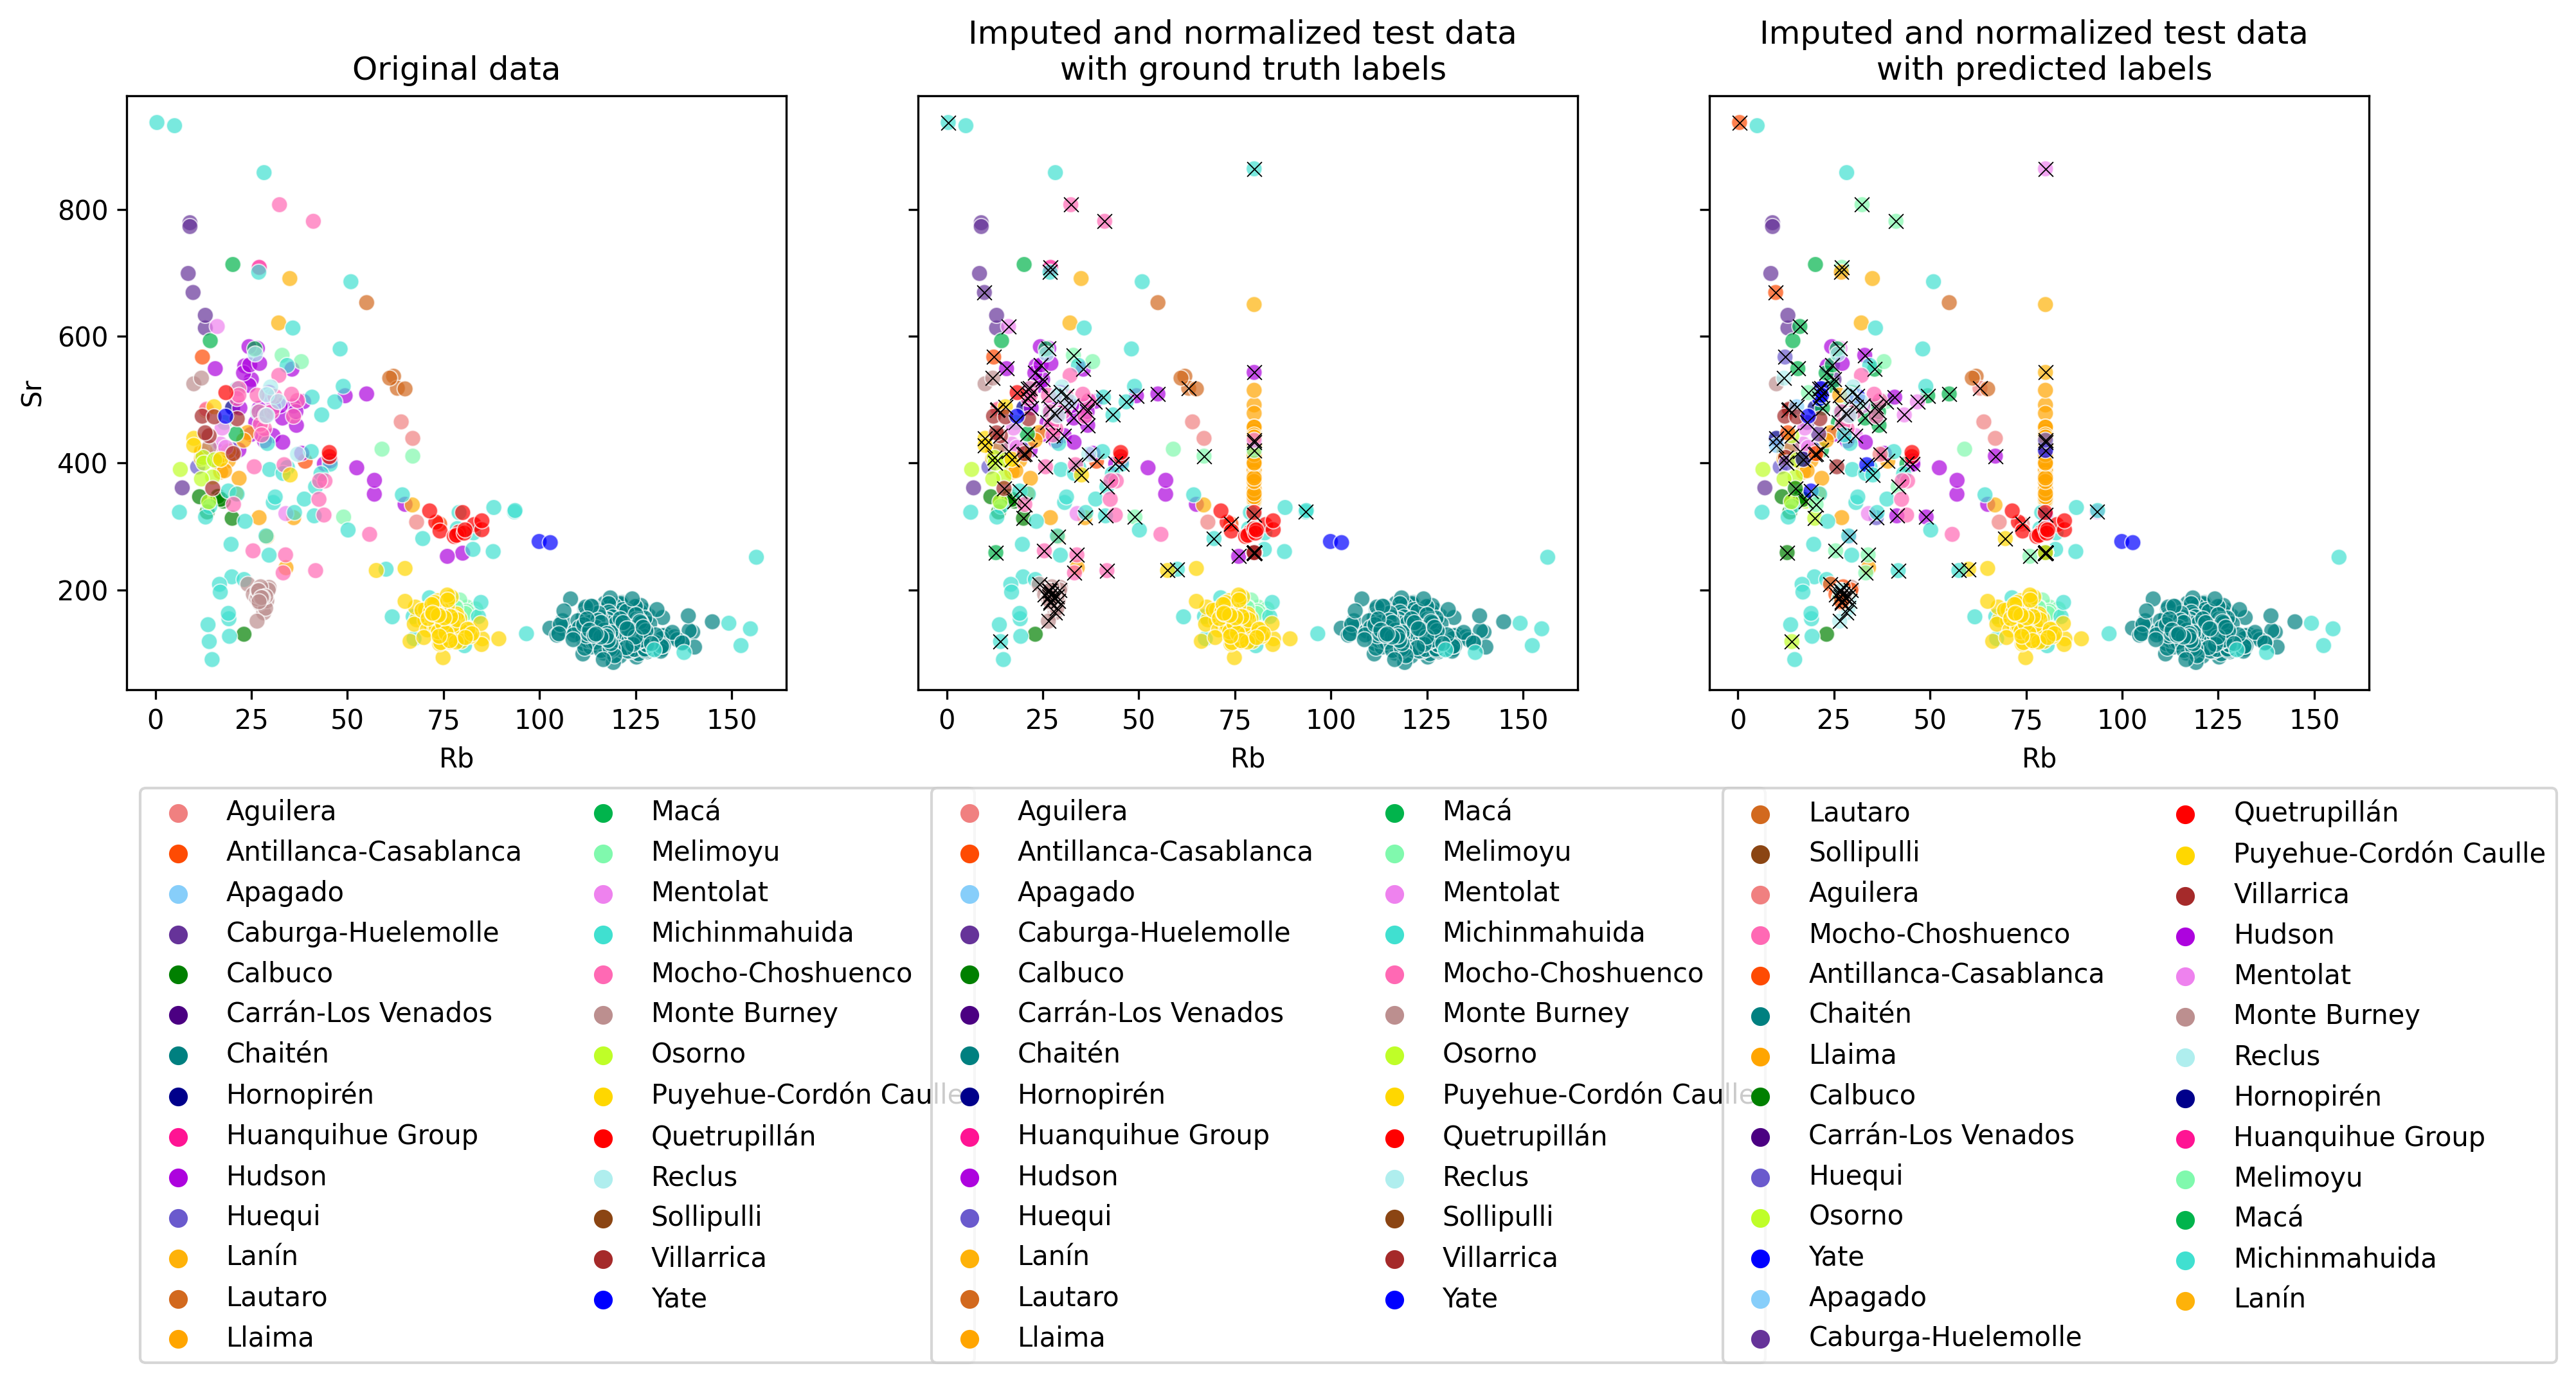 Original data
Imputed and normalized test data
with ground truth labels
Imputed and normalized test data
with predicted labels
Sr
800
600
400
200
0 25 50 75 100 125 150
Rb
0 25 50 75 100 125 150
Rb
0 25 50 75 100 125 150
Rb
Aguilera
Antillanca-Casablanca
Apagado
Caburga-Huelemolle
Calbuco
Carrán-Los Venados
Chaitén
Hornopirén
Huanquihue Group
Hudson
Huequi
Lanín
Lautaro
Llaima
Macá
Melimoyu
Mentolat
Michinmahuida
Mocho-Choshuenco
Monte Burney
Osorno
Puyehue-Cordón Caulle
Quetrupillán
Reclus
Sollipulli
Villarrica
Yate
Aguilera
Antillanca-Casablanca
Apagado
Caburga-Huelemolle
Calbuco
Carrán-Los Venados
Chaitén
Hornopirén
Huanquihue Group
Hudson
Huequi
Lanín
Lautaro
Llaima
Macá
Melimoyu
Mentolat
Michinmahuida
Mocho-Choshuenco
Monte Burney
Osorno
Puyehue-Cordón Caulle
Quetrupillán
Reclus
Sollipulli
Villarrica
Yate
Lautaro
Sollipulli
Aguilera
Mocho-Choshuenco
Antillanca-Casablanca
Chaitén
Llaima
Calbuco
Carrán-Los Venados
Huequi
Osorno
Yate
Apagado
Caburga-Huelemolle
Quetrupillán
Puyehue-Cordón Caulle
Villarrica
Hudson
Mentolat
Monte Burney
Reclus
Hornopirén
Huanquihue Group
Melimoyu
Macá
Michinmahuida
Lanín